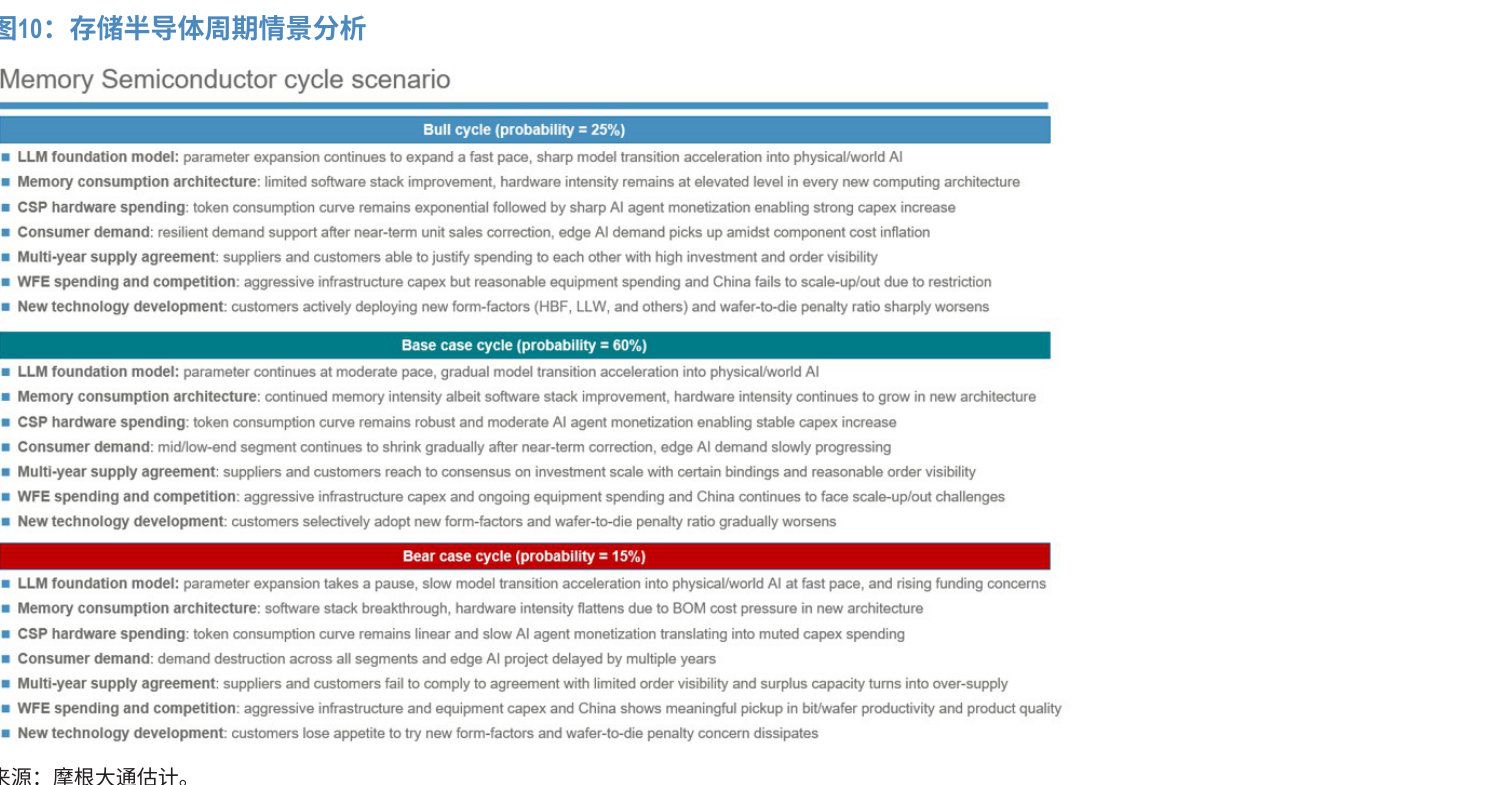 图10：存储半导体周期情景分析
Memory Semiconductor cycle scenario
Bull cycle (probability = 25%)
■ LLM foundation model: parameter expansion continues to expand a fast pace, sharp model transition acceleration into physical/world AI
■ Memory consumption architecture: limited software stack improvement, hardware intensity remains at elevated level in every new computing architecture
■ CSP hardware spending: token consumption curve remains exponential followed by sharp AI agent monetization enabling strong capex increase
■ Consumer demand: resilient demand support after near-term unit sales correction, edge AI demand picks up amidst component cost inflation
■ Multi-year supply agreement: suppliers and customers able to justify spending to each other with high investment and order visibility
■ WFE spending and competition: aggressive infrastructure capex but reasonable equipment spending and China fails to scale-up/out due to restriction
■ New technology development: customers actively deploying new form-factors (HBF, LLW, and others) and wafer-to-die penalty ratio sharply worsens
Base case cycle (probability = 60%)
■ LLM foundation model: parameter continues at moderate pace, gradual model transition acceleration into physical/world AI
■ Memory consumption architecture: continued memory intensity albeit software stack improvement, hardware intensity continues to grow in new architecture
■ CSP hardware spending: token consumption curve remains robust and moderate AI agent monetization enabling stable capex increase
■ Consumer demand: mid/low-end segment continues to shrink gradually after near-term correction, edge AI demand slowly progressing
■ Multi-year supply agreement: suppliers and customers reach to consensus on investment scale with certain bindings and reasonable order visibility
■ WFE spending and competition: aggressive infrastructure capex and ongoing equipment spending and China continues to face scale-up/out challenges
■ New technology development: customers selectively adopt new form-factors and wafer-to-die penalty ratio gradually worsens
Bear case cycle (probability = 15%)
■ LLM foundation model: parameter expansion takes a pause, slow model transition acceleration into physical/world AI at fast pace, and rising funding concerns
■ Memory consumption architecture: software stack breakthrough, hardware intensity flattens due to BOM cost pressure in new architecture
■ CSP hardware spending: token consumption curve remains linear and slow AI agent monetization translating into muted capex spending
■ Consumer demand: demand destruction across all segments and edge AI project delayed by multiple years
■ Multi-year supply agreement: suppliers and customers fail to comply to agreement with limited order visibility and surplus capacity turns into over-supply
■ WFE spending and competition: aggressive infrastructure and equipment capex and China shows meaningful pickup in bit/wafer productivity and product quality
■ New technology development: customers lose appetite to try new form-factors and wafer-to-die penalty concern dissipates
来源：摩根大通估计。